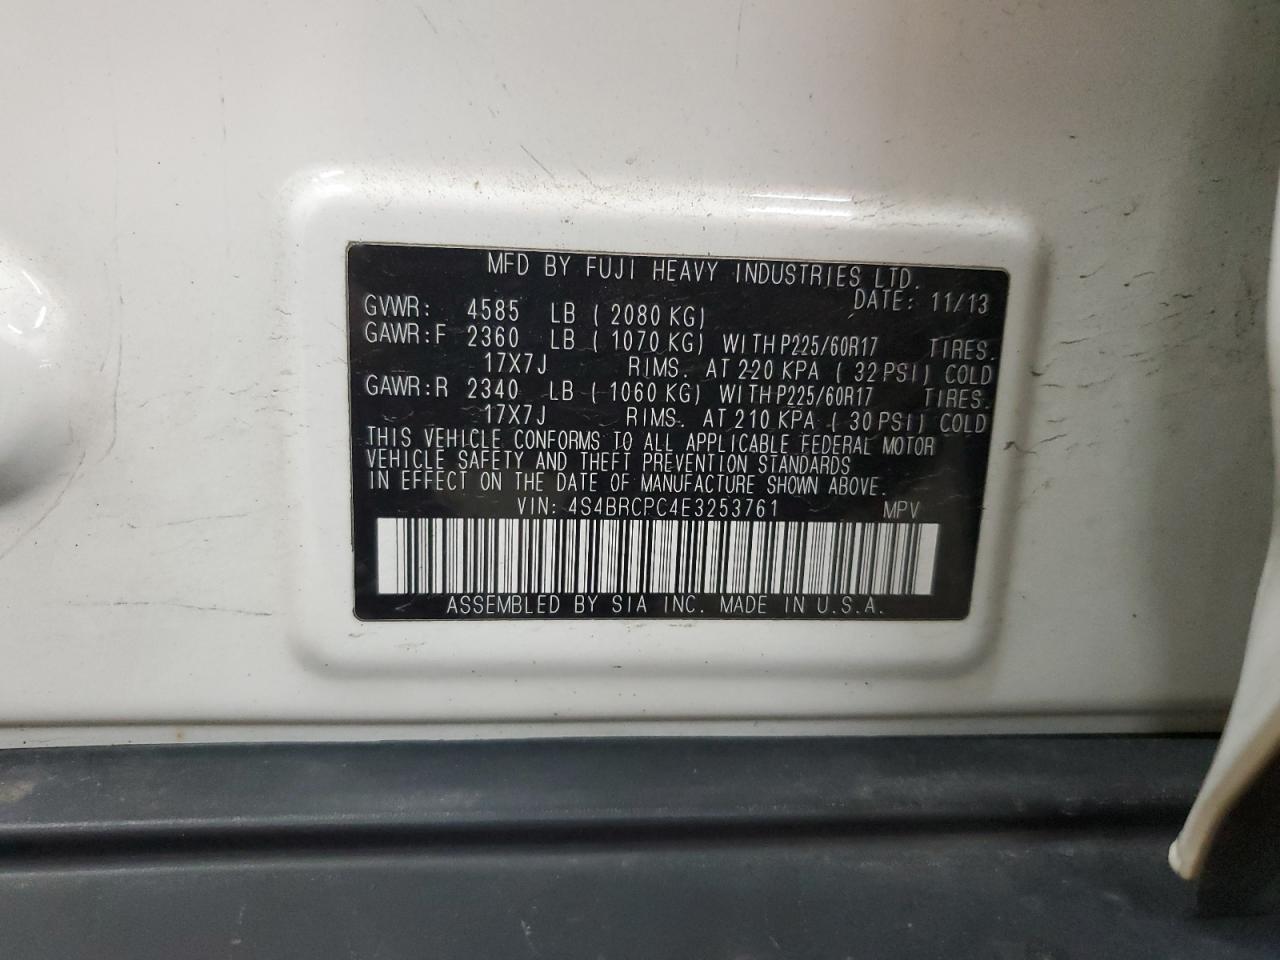 MFD BY FUJI HEAVY INDUSTRIES LTD.
DATE: 11/13
GVWR: 4585 LB ( 2080 KG)
GAWR:F 2360 LB ( 1070 KG) WITH P225/60R17 TIRES.
17X7J RIMS. AT 220 KPA ( 32 PSI) COLD
GAWR:R 2340 LB ( 1060 KG) WITH P225/60R17 TIRES.
17X7J RIMS. AT 210 KPA ( 30 PSI) COLD
THIS VEHICLE CONFORMS TO ALL APPLICABLE FEDERAL MOTOR
VEHICLE SAFETY AND THEFT PREVENTION STANDARDS
IN EFFECT ON THE DATE OF MANUFACTURE SHOWN ABOVE.
VIN: 4S4BRCPC4E3253761 MPV
ASSEMBLED BY SIA INC. MADE IN U.S.A.